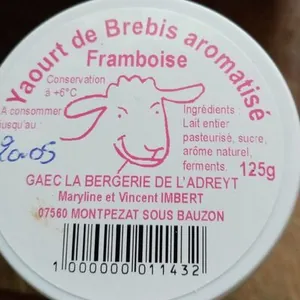 Yaourt de Brebis aromatisé
Framboise
Conservation
à +6°C
A consommer
jusqu'au :
20.05
Ingrédients
Lait entier
pasteurisé, sucre,
arôme naturel,
ferments.
125g
GAEC LA BERGERIE DE L'ADREYT
Maryline et Vincent IMBERT
07560 MONTPEZAT SOUS BAUZON
1 000000 011432